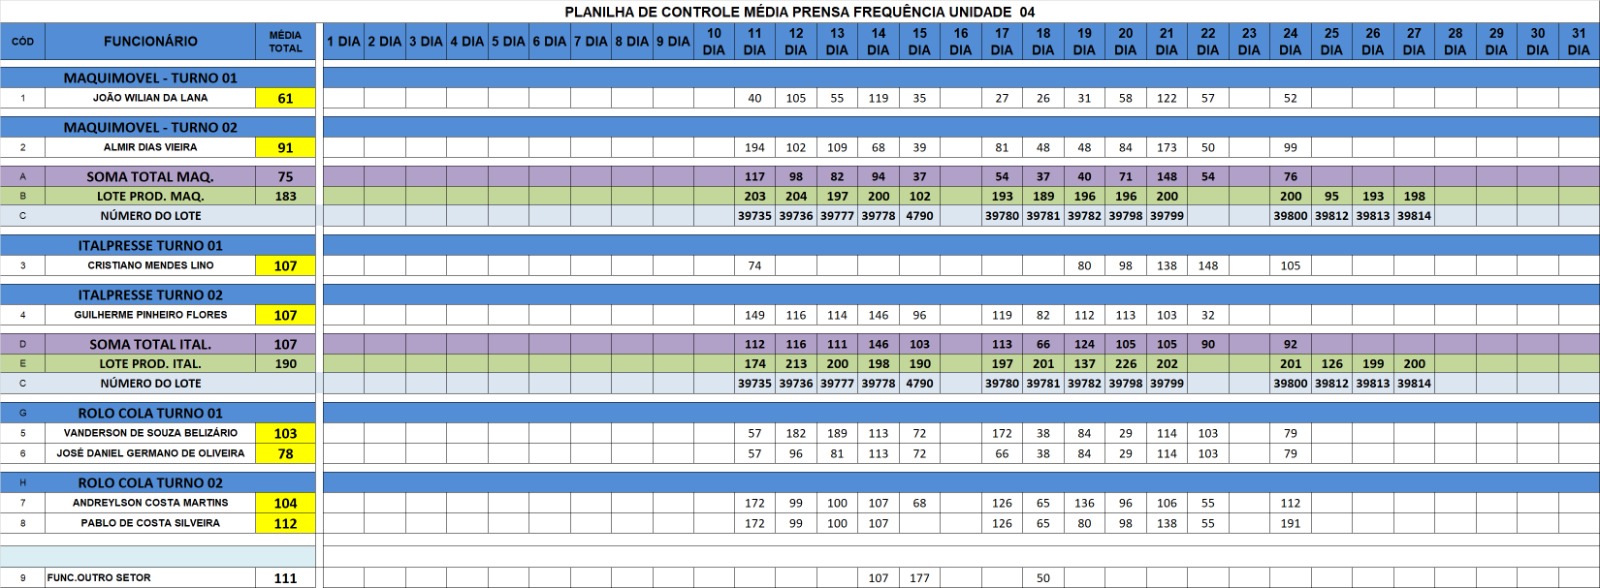 PLANILHA DE CONTROLE MÉDIA PRENSA FREQUÊNCIA UNIDADE 04
CÓD FUNCIONÁRIO MÉDIA TOTAL 1 DIA 2 DIA 3 DIA 4 DIA 5 DIA 6 DIA 7 DIA 8 DIA 9 DIA 10 DIA 11 DIA 12 DIA 13 DIA 14 DIA 15 DIA 16 DIA 17 DIA 18 DIA 19 DIA 20 DIA 21 DIA 22 DIA 23 DIA 24 DIA 25 DIA 26 DIA 27 DIA 28 DIA 29 DIA 30 DIA 31 DIA
MAQUIMOVEL - TURNO 01
1 JOÃO WILIAN DA LANA 61 40 105 55 119 35 27 26 31 58 122 57 52
MAQUIMOVEL - TURNO 02
2 ALMIR DIAS VIEIRA 91 194 102 109 68 39 81 48 48 84 173 50 99
A SOMA TOTAL MAQ. 75 117 98 82 94 37 54 37 40 71 148 54 76
B LOTE PROD. MAQ. 183 203 204 197 200 102 193 189 196 196 200 200 95 193 198
C NÚMERO DO LOTE 39735 39736 39777 39778 4790 39780 39781 39782 39798 39799 39800 39812 39813 39814
ITALPRESSE TURNO 01
3 CRISTIANO MENDES LINO 107 74 80 98 138 148 105
ITALPRESSE TURNO 02
4 GUILHERME PINHEIRO FLORES 107 149 116 114 146 96 119 82 112 113 103 32
D SOMA TOTAL ITAL. 107 112 116 111 146 103 113 66 124 105 105 90 92
E LOTE PROD. ITAL. 190 174 213 200 198 190 197 201 137 226 202 201 126 199 200
C NÚMERO DO LOTE 39735 39736 39777 39778 4790 39780 39781 39782 39798 39799 39800 39812 39813 39814
G ROLO COLA TURNO 01
5 VANDERSON DE SOUZA BELIZÁRIO 103 57 182 189 113 72 172 38 84 29 114 103 79
6 JOSÉ DANIEL GERMANO DE OLIVEIRA 78 57 96 81 113 72 66 38 84 29 114 103 79
H ROLO COLA TURNO 02
7 ANDREYLSON COSTA MARTINS 104 172 99 100 107 68 126 65 136 96 106 55 112
8 PABLO DE COSTA SILVEIRA 112 172 99 100 107 126 65 80 98 138 55 191
9 FUNC.OUTRO SETOR 111 107 177 50